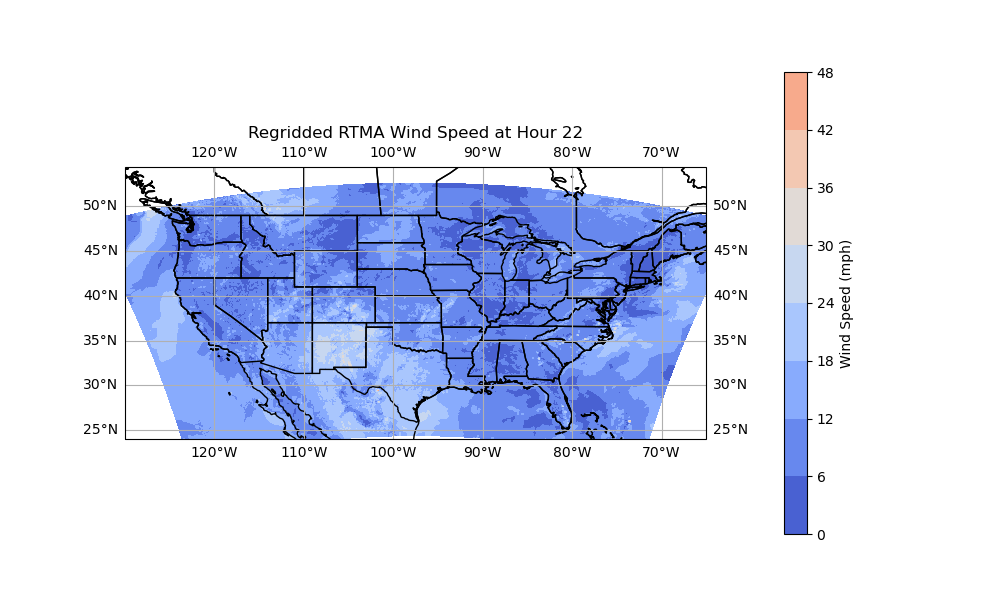 Regridded RTMA Wind Speed at Hour 22
120°W 110°W 100°W 90°W 80°W 70°W
50°N 50°N
45°N 45°N
40°N 40°N
35°N 35°N
30°N 30°N
25°N 25°N
120°W 110°W 100°W 90°W 80°W 70°W
48
42
36
30
24
18
12
6
0
Wind Speed (mph)